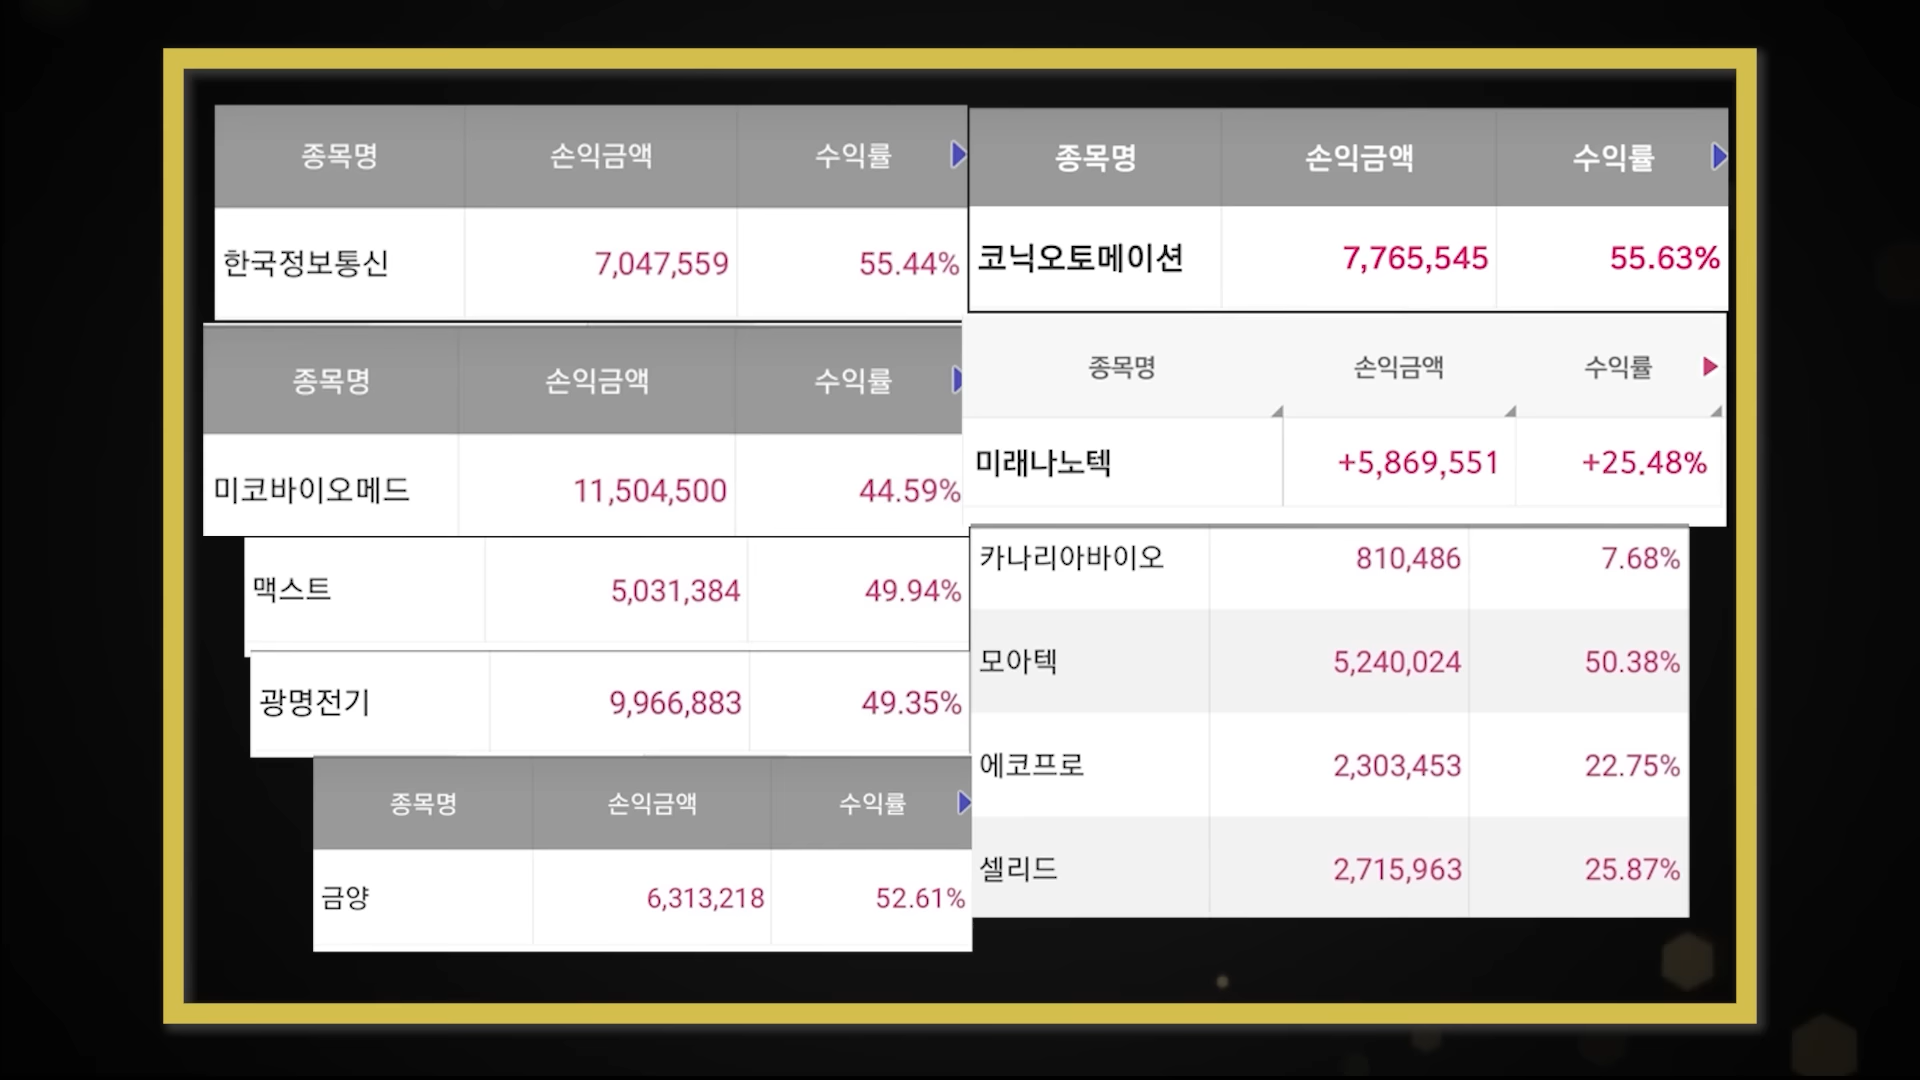 종목명 손익금액 수익률
한국정보통신 7,047,559 55.44%
종목명 손익금액 수익률
미코바이오메드 11,504,500 44.59%
맥스트 5,031,384 49.94%
광명전기 9,966,883 49.35%
종목명 손익금액 수익률
금양 6,313,218 52.61%
종목명 손익금액 수익률
코닉오토메이션 7,765,545 55.63%
종목명 손익금액 수익률
미래나노텍 +5,869,551 +25.48%
카나리아바이오 810,486 7.68%
모아텍 5,240,024 50.38%
에코프로 2,303,453 22.75%
셀리드 2,715,963 25.87%